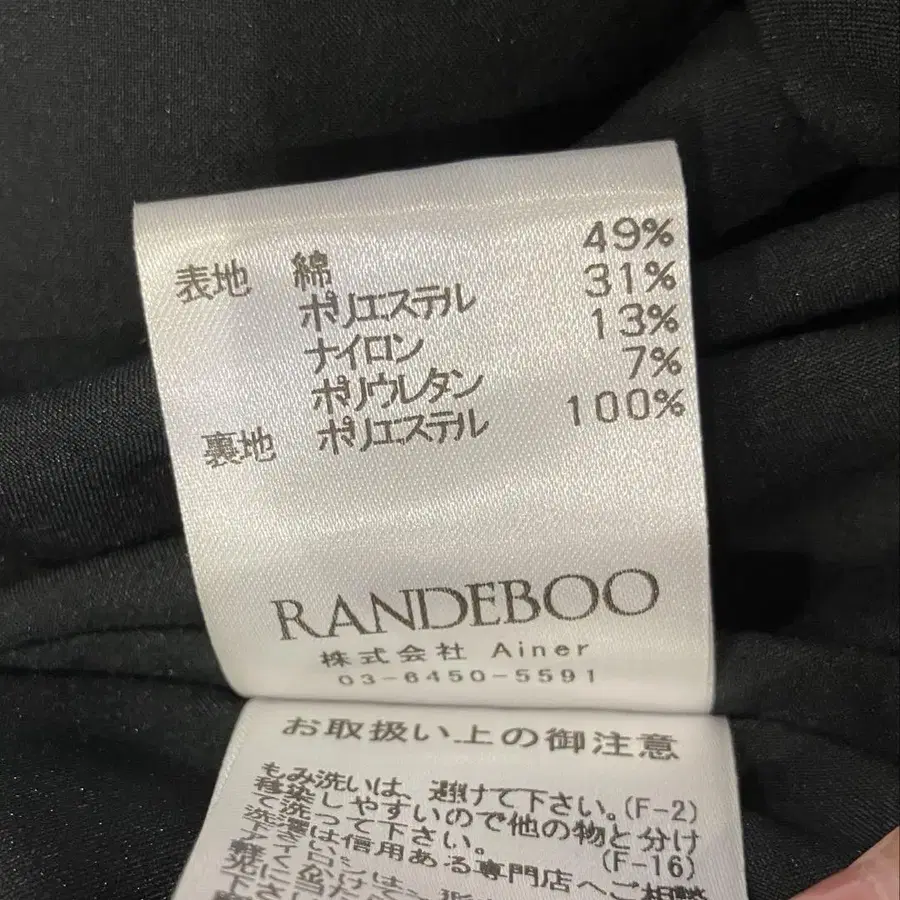 表地 綿 49%
ポリエステル 31%
ナイロン 13%
ポリウレタン 7%
裏地 ポリエステル 100%
RANDEBOO
株式会社 Ainer
03-6450-5591
お取扱い上の御注意
もみ洗いは、避けて下さい。(F-2)
移染しやすいので他の物と分け
て洗って下さい。 (F-16)
洗濯は信用ある専門店へご相談
下さい。